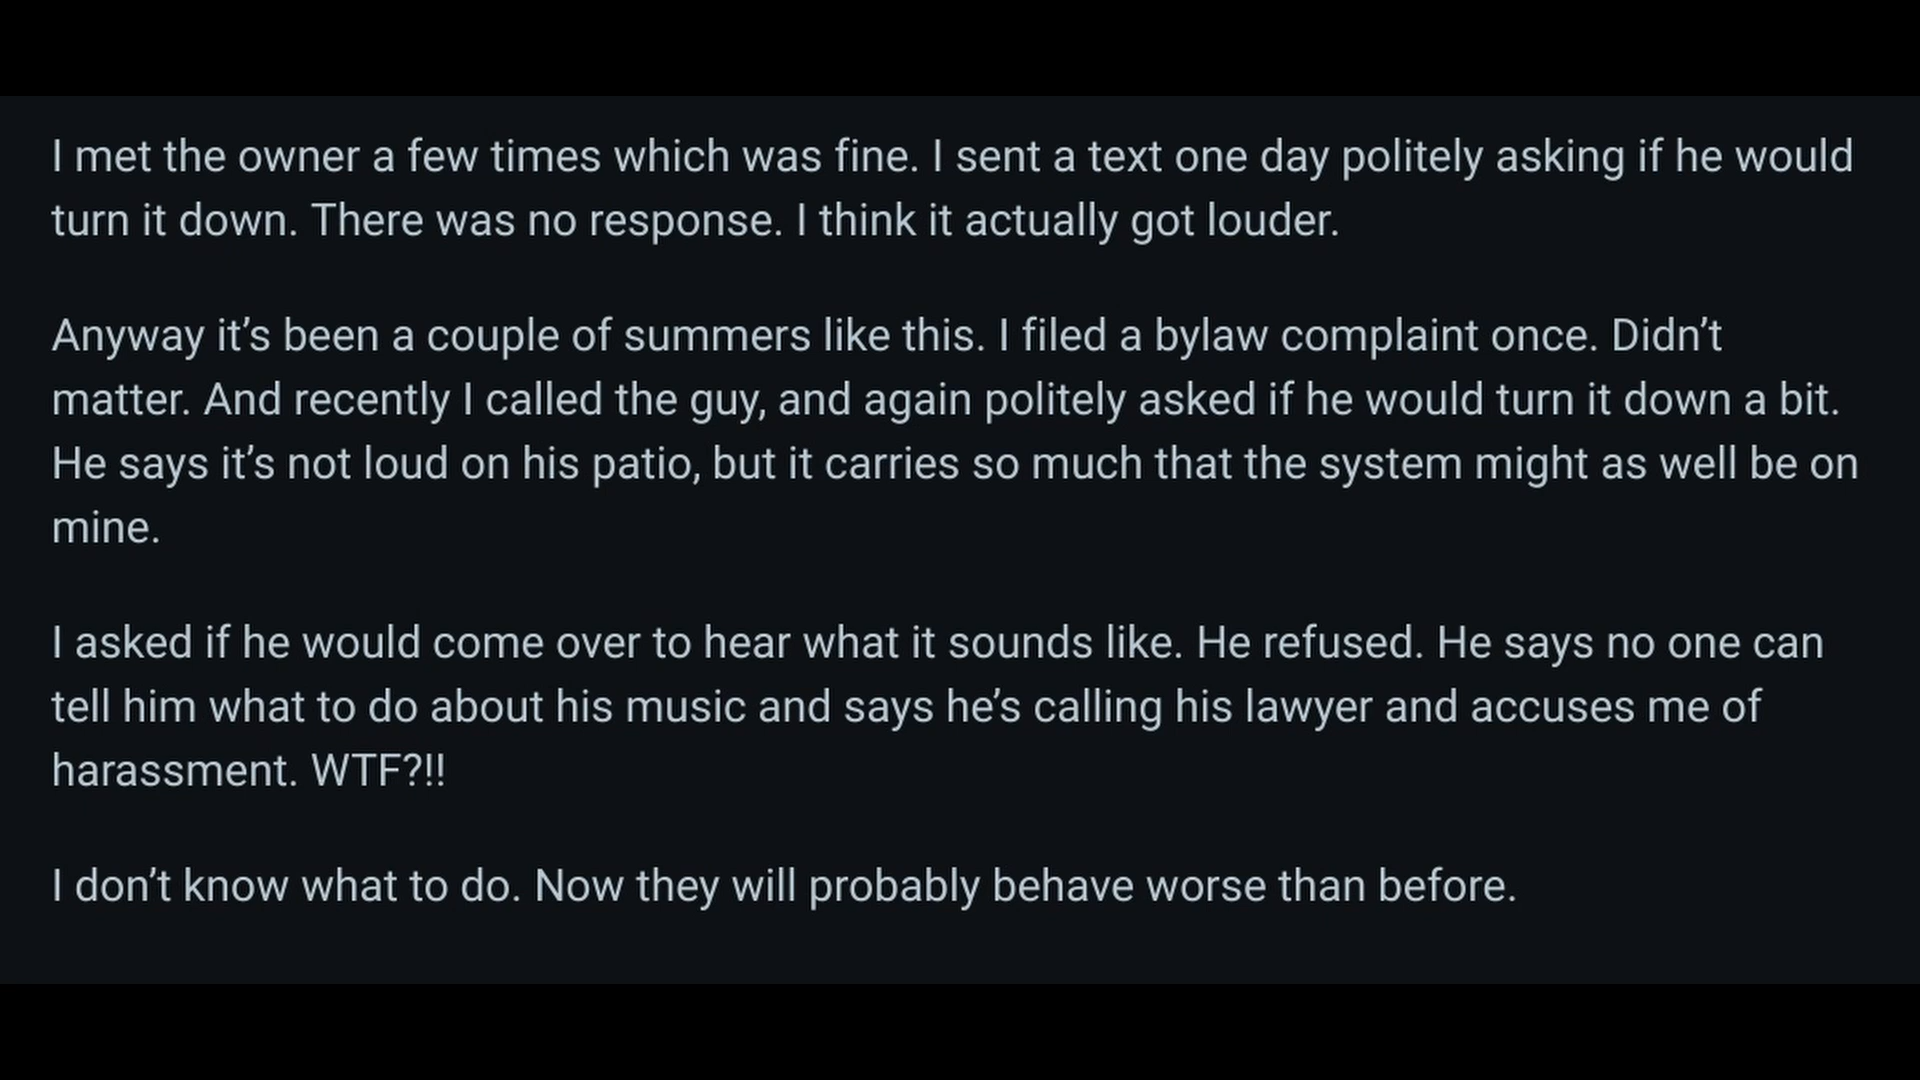 I met the owner a few times which was fine. I sent a text one day politely asking if he would
turn it down. There was no response. I think it actually got louder.
Anyway it’s been a couple of summers like this. I filed a bylaw complaint once. Didn’t
matter. And recently I called the guy, and again politely asked if he would turn it down a bit.
He says it’s not loud on his patio, but it carries so much that the system might as well be on
mine.
I asked if he would come over to hear what it sounds like. He refused. He says no one can
tell him what to do about his music and says he’s calling his lawyer and accuses me of
harassment. WTF?!!
I don’t know what to do. Now they will probably behave worse than before.